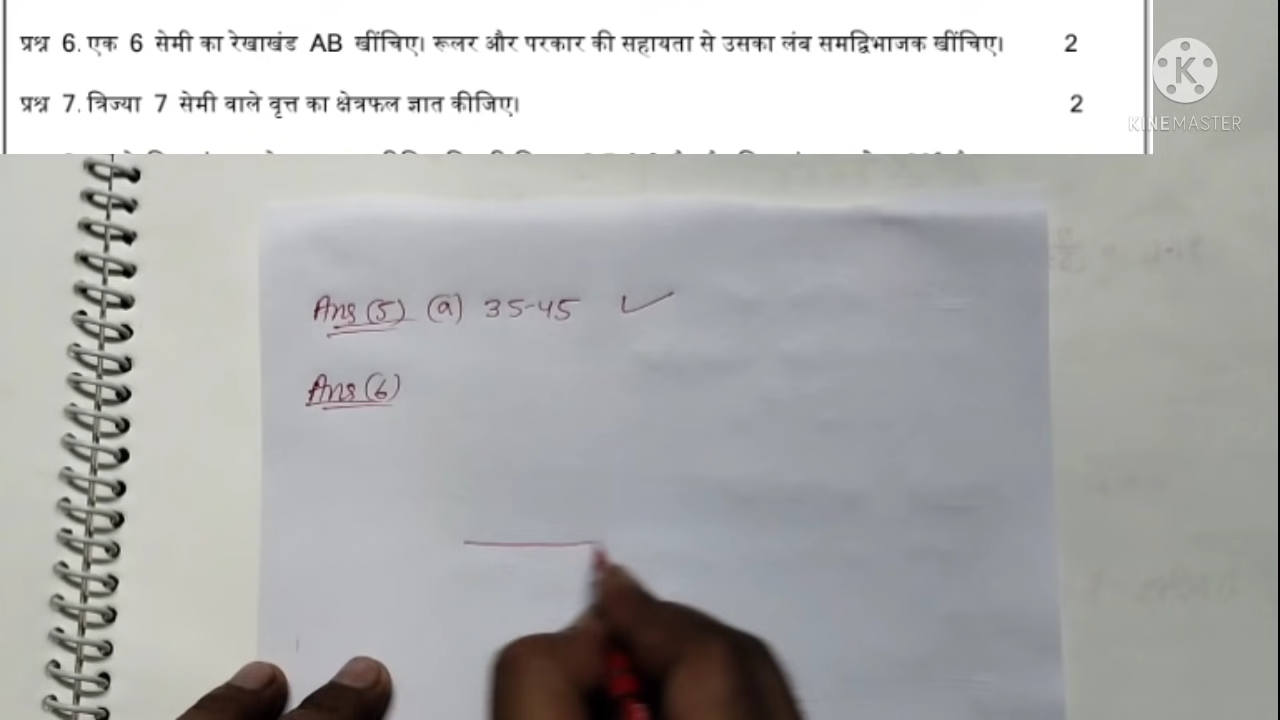 प्रश्न 6. एक 6 सेमी का रेखाखंड AB खींचिए। रूलर और परकार की सहायता से उसका लंब समद्विभाजक खींचिए। 2
प्रश्न 7. त्रिज्या 7 सेमी वाले वृत्त का क्षेत्रफल ज्ञात कीजिए। 2
K
KINEMASTER
Ans (5) (a) 35-45 ✓
Ans (6)